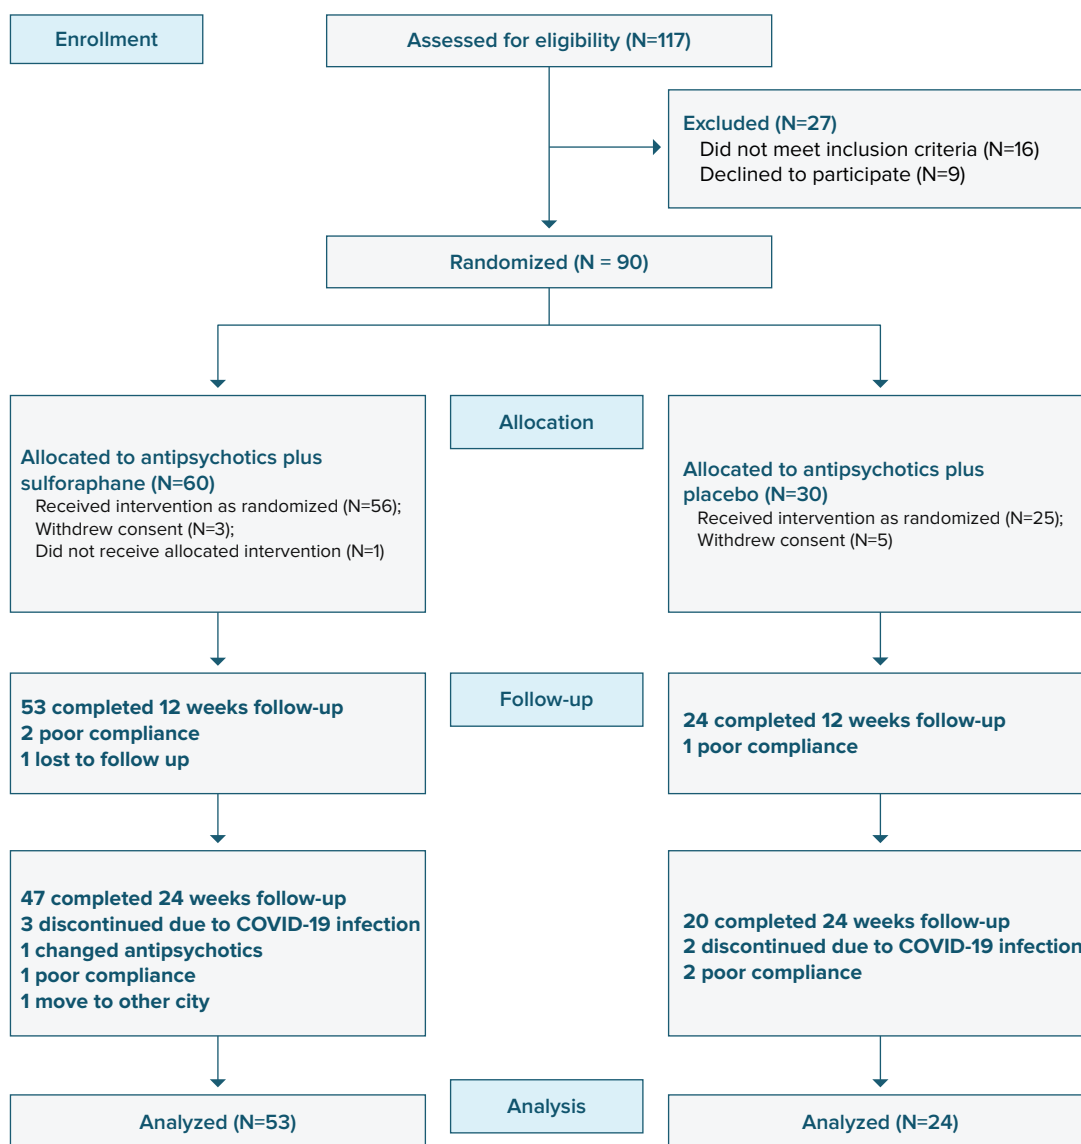 Enrollment
Assessed for eligibility (N=117)
Excluded (N=27)
Did not meet inclusion criteria (N=16)
Declined to participate (N=9)
Randomized (N = 90)
Allocation
Allocated to antipsychotics plus
sulforaphane (N=60)
Received intervention as randomized (N=56);
Withdrew consent (N=3);
Did not receive allocated intervention (N=1)
Allocated to antipsychotics plus
placebo (N=30)
Received intervention as randomized (N=25);
Withdrew consent (N=5)
Follow-up
53 completed 12 weeks follow-up
2 poor compliance
1 lost to follow up
24 completed 12 weeks follow-up
1 poor compliance
47 completed 24 weeks follow-up
3 discontinued due to COVID-19 infection
1 changed antipsychotics
1 poor compliance
1 move to other city
20 completed 24 weeks follow-up
2 discontinued due to COVID-19 infection
2 poor compliance
Analysis
Analyzed (N=53)
Analyzed (N=24)